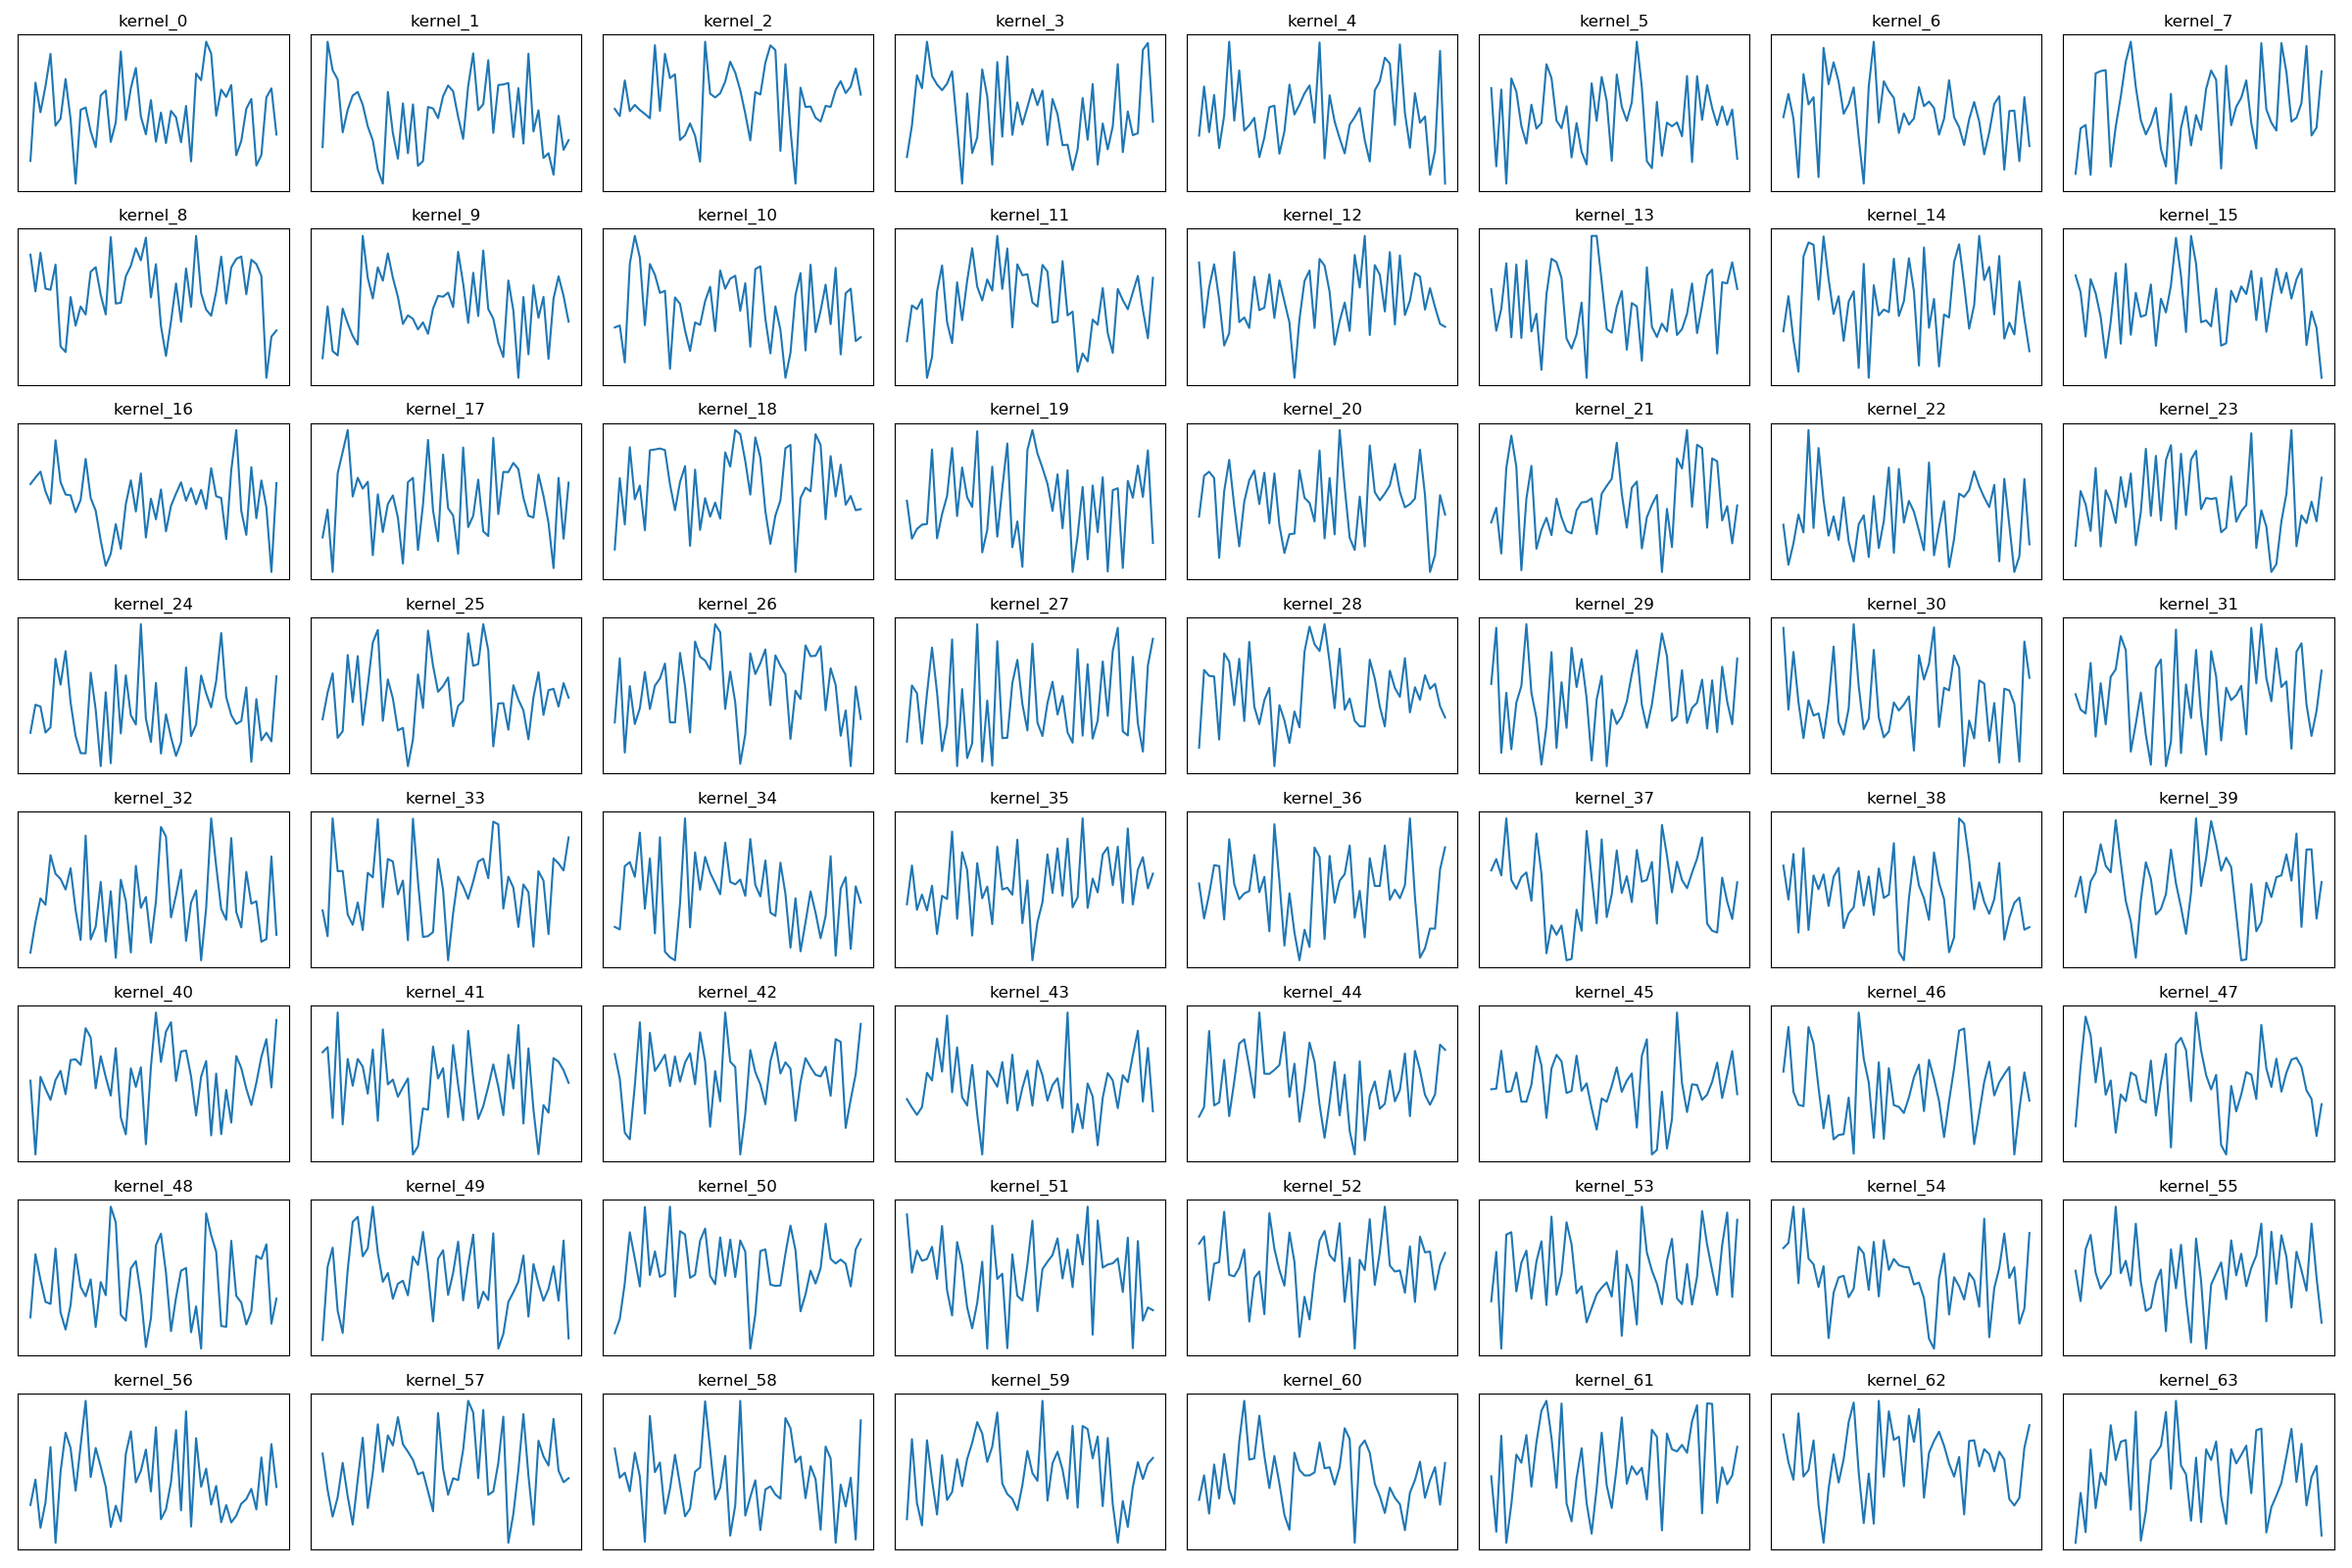 kernel_0 kernel_1 kernel_2 kernel_3 kernel_4 kernel_5 kernel_6 kernel_7
kernel_8 kernel_9 kernel_10 kernel_11 kernel_12 kernel_13 kernel_14 kernel_15
kernel_16 kernel_17 kernel_18 kernel_19 kernel_20 kernel_21 kernel_22 kernel_23
kernel_24 kernel_25 kernel_26 kernel_27 kernel_28 kernel_29 kernel_30 kernel_31
kernel_32 kernel_33 kernel_34 kernel_35 kernel_36 kernel_37 kernel_38 kernel_39
kernel_40 kernel_41 kernel_42 kernel_43 kernel_44 kernel_45 kernel_46 kernel_47
kernel_48 kernel_49 kernel_50 kernel_51 kernel_52 kernel_53 kernel_54 kernel_55
kernel_56 kernel_57 kernel_58 kernel_59 kernel_60 kernel_61 kernel_62 kernel_63